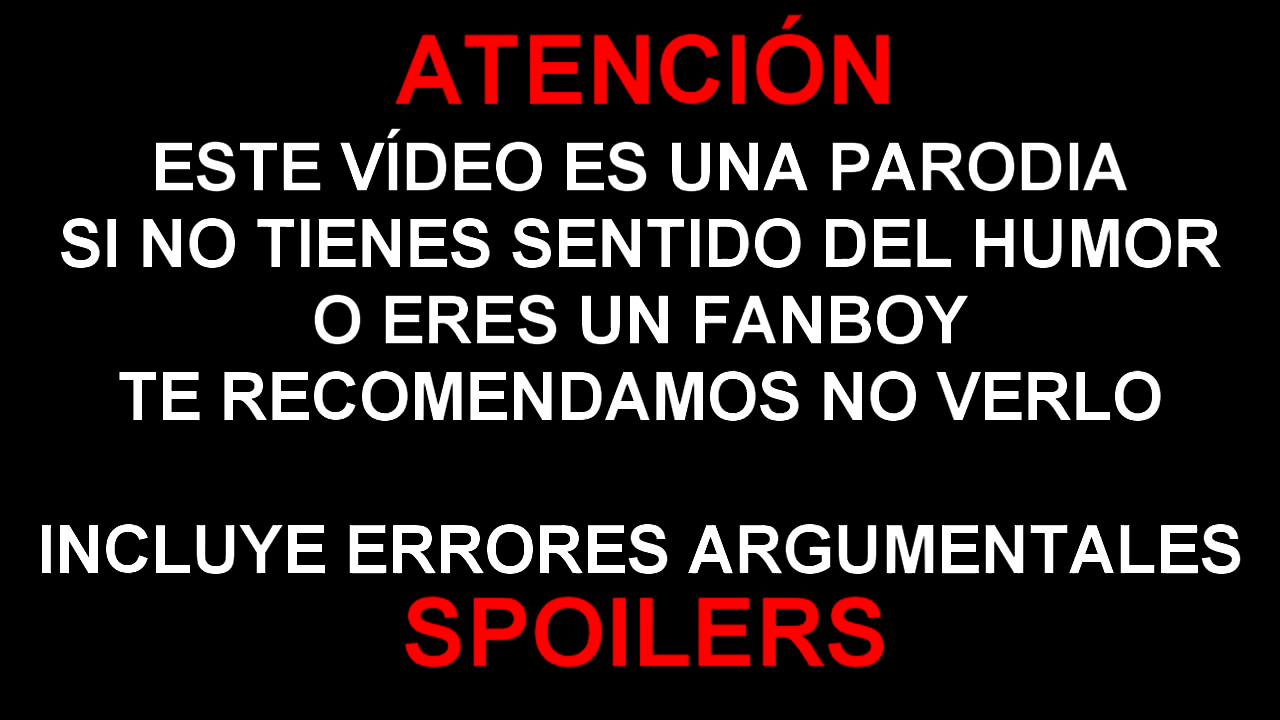 ATENCIÓN
ESTE VÍDEO ES UNA PARODIA
SI NO TIENES SENTIDO DEL HUMOR
O ERES UN FANBOY
TE RECOMENDAMOS NO VERLO
INCLUYE ERRORES ARGUMENTALES
SPOILERS